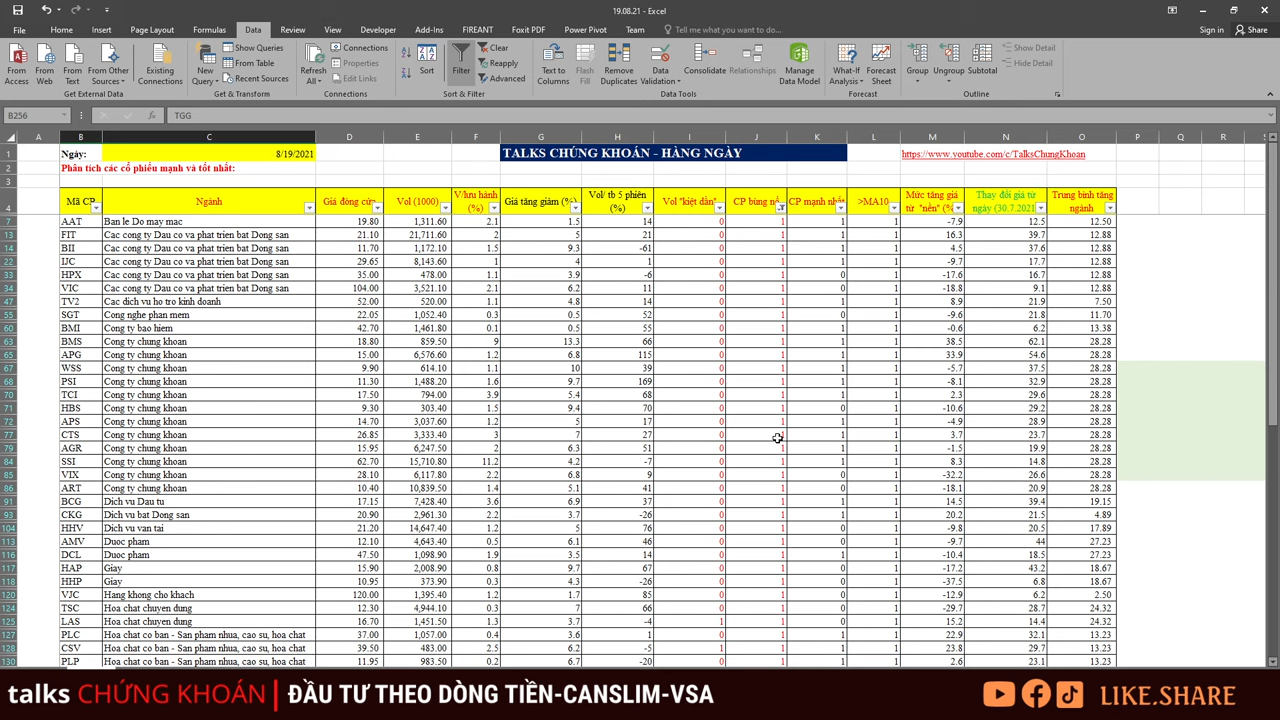 19.08.21 - Excel
File Home Insert Page Layout Formulas Data Review View Developer Add-Ins FIREANT Foxit PDF Power Pivot Team Tell me what you want to do... Sign in Share
From Access From Web From Text From Other Sources Existing Connections New Query Show Queries From Table Recent Sources Refresh All Connections Properties Edit Links Sort Filter Clear Reapply Advanced Text to Columns Flash Fill Remove Duplicates Data Validation Consolidate Relationships Manage Data Model What-If Analysis Forecast Sheet Group Ungroup Subtotal Show Detail Hide Detail
Get External Data Get & Transform Connections Sort & Filter Data Tools Forecast Outline
B256 fx TGG
A B C D E F G H I J K L M N O P Q R
1 Ngày: 8/19/2021 TALKS CHỨNG KHOÁN - HÀNG NGÀY https://www.youtube.com/c/TalksChungKhoan
2 Phân tích các cổ phiếu mạnh và tốt nhất:
3
4 Mã CP Ngành Giá đóng cử Vol (1000) V/lưu hành (%) Giá tăng giảm (%) Vol/ tb 5 phiên (%) Vol "kiệt dần" CP bùng nổ CP mạnh nhấ >MA10 Mức tăng giá từ "nền" (% Thay đổi giá từ ngày (30.7.2021 Trung bình tăng ngành
7 AAT Ban le Do may mac 19.80 1,311.60 2.1 1.5 14 0 1 1 1 -7.9 12.5 12.50
13 FIT Cac cong ty Dau co va phat trien bat Dong san 21.10 21,711.60 2 5 21 0 1 1 1 16.3 39.7 12.88
14 BII Cac cong ty Dau co va phat trien bat Dong san 11.70 1,172.10 1.5 9.3 -61 0 1 1 1 4.5 37.6 12.88
22 IJC Cac cong ty Dau co va phat trien bat Dong san 29.65 8,143.60 1 4 1 0 1 1 1 -9.7 17.7 12.88
33 HPX Cac cong ty Dau co va phat trien bat Dong san 35.00 478.00 1.1 3.9 -6 0 1 0 1 -17.6 14 12.88
34 VIC Cac cong ty Dau co va phat trien bat Dong san 104.00 3,521.10 2.1 6.2 11 0 1 0 1 -18.8 9.1 12.88
47 TV2 Cac dich vu ho tro kinh doanh 52.00 520.00 1.1 4.8 14 0 1 1 1 8.9 21.9 7.50
55 SGT Cong nghe phan mem 22.05 1,052.40 0.3 0.5 52 0 1 0 1 -9.6 21.8 11.70
60 BMI Cong ty bao hiem 42.70 1,461.80 0.1 0.5 55 0 1 1 1 -0.6 6.2 13.38
63 BMS Cong ty chung khoan 18.80 859.50 9 13.3 66 0 1 1 1 38.5 62.1 28.28
65 APG Cong ty chung khoan 15.00 6,576.60 1.2 6.8 115 0 1 1 1 33.9 54.6 28.28
67 WSS Cong ty chung khoan 9.90 614.10 1.1 10 39 0 1 1 1 -5.7 37.5 28.28
68 PSI Cong ty chung khoan 11.30 1,488.20 1.6 9.7 169 0 1 1 1 -8.1 32.9 28.28
70 TCI Cong ty chung khoan 17.50 794.00 3.9 5.4 68 0 1 1 1 2.3 29.6 28.28
71 HBS Cong ty chung khoan 9.30 303.40 1.5 9.4 70 0 1 0 1 -10.6 29.2 28.28
72 APS Cong ty chung khoan 14.70 3,037.60 1.2 5 17 0 1 1 1 -4.9 28.9 28.28
77 CTS Cong ty chung khoan 26.85 3,333.40 3 7 27 0 1 1 1 3.7 23.7 28.28
79 AGR Cong ty chung khoan 15.95 6,247.50 2 6.3 51 0 1 1 1 -1.5 19.9 28.28
84 SSI Cong ty chung khoan 62.70 15,710.80 11.2 4.2 -7 0 1 1 1 8.3 14.8 28.28
85 VIX Cong ty chung khoan 28.10 6,117.80 2.2 6.8 9 0 1 0 1 -32.2 26.6 28.28
86 ART Cong ty chung khoan 10.40 10,839.50 1.4 5.1 41 0 1 0 1 -18.1 20.9 28.28
91 BCG Dich vu Dau tu 17.15 7,428.40 3.6 6.9 37 0 1 1 1 14.5 39.4 19.15
93 CKG Dich vu bat Dong san 20.90 2,961.30 2.2 3.7 -26 0 1 1 1 20.2 21.5 4.89
104 HHV Dich vu van tai 21.20 14,647.40 1.2 5 76 0 1 0 1 -9.8 20.5 17.89
113 AMV Duoc pham 12.10 4,643.40 0.5 6.1 46 0 1 0 1 -9.7 44 27.23
116 DCL Duoc pham 47.50 1,098.90 1.9 3.5 14 0 1 1 1 -10.4 18.5 27.23
117 HAP Giay 15.90 2,008.90 0.8 9.7 67 0 1 0 1 -17.2 43.2 18.67
118 HHP Giay 10.95 373.90 0.3 4.3 -26 0 1 0 1 -37.5 6.8 18.67
120 VJC Hang khong cho khach 120.00 1,395.40 1.2 1.7 85 0 1 0 1 -12.9 6.2 2.50
124 TSC Hoa chat chuyen dung 12.30 4,944.10 0.3 7 66 0 1 0 1 -29.7 28.7 24.32
125 LAS Hoa chat chuyen dung 16.70 1,451.50 1.3 3.7 -4 1 1 1 1 15.2 14.4 24.32
127 PLC Hoa chat co ban - San pham nhua, cao su, hoa chat 37.00 1,057.00 0.4 3.6 1 0 1 1 1 22.9 32.1 13.23
128 CSV Hoa chat co ban - San pham nhua, cao su, hoa chat 39.50 483.00 2.5 6.2 -5 1 1 0 1 23.8 29.7 13.23
130 PLP Hoa chat co ban - San pham nhua, cao su, hoa chat 11.95 983.50 0.2 6.7 -20 0 1 0 1 2.6 23.1 13.23
talks CHỨNG KHOÁN | ĐẦU TƯ THEO DÒNG TIỀN-CANSLIM-VSA LIKE.SHARE